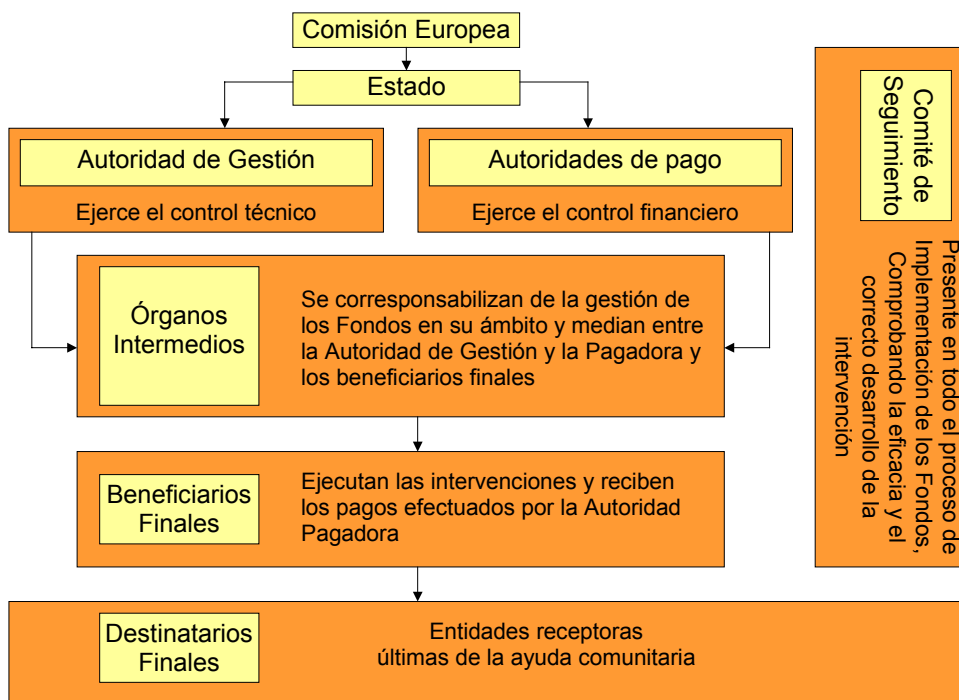 Comisión Europea
Estado
Autoridad de Gestión
Ejerce el control técnico
Autoridades de pago
Ejerce el control financiero
Órganos
Intermedios
Se corresponsabilizan de la gestión de
los Fondos en su ámbito y median entre
la Autoridad de Gestión y la Pagadora y
los beneficiarios finales
Beneficiarios
Finales
Ejecutan las intervenciones y reciben
los pagos efectuados por la Autoridad
Pagadora
Destinatarios
Finales
Entidades receptoras
últimas de la ayuda comunitaria
Comité de
Seguimiento
Presente en todo el proceso de
Implementación de los Fondos,
Comprobando la eficacia y el
correcto desarrollo de la
intervención